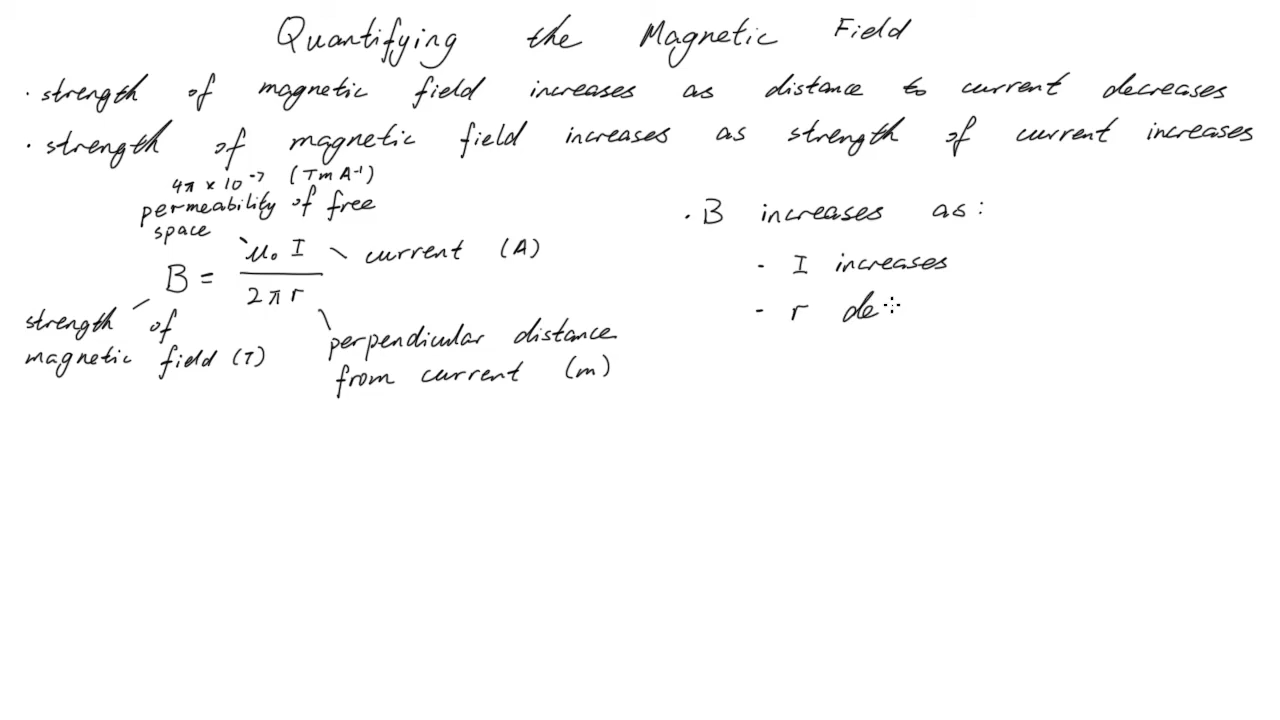 Quantifying the Magnetic Field
· strength of magnetic field increases as distance to current decreases
· strength of magnetic field increases as strength of current increases
4π × 10⁻⁷ (T m A⁻¹)
permeability of free
space
B = μ₀ I / 2 π r
current (A)
strength of
magnetic field (T)
perpendicular distance
from current (m)
· B increases as:
- I increases
- r de